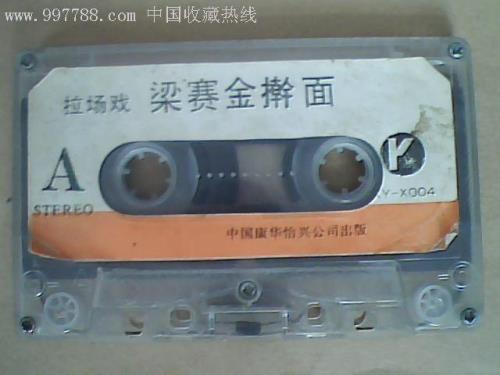 www.997788.com 中国收藏热线
拉场戏 梁赛金擀面
A
STEREO
Y-X004
中国康华怡兴公司出版